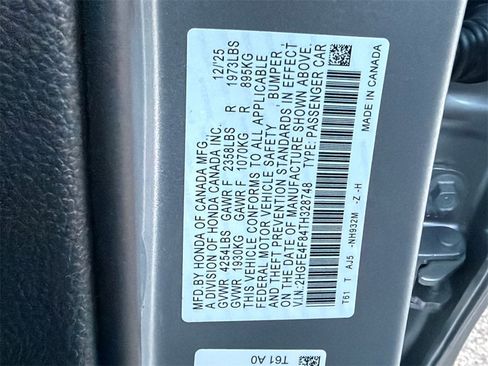 MFD.BY HONDA OF CANADA MFG. 12/'25
A DIVISION OF HONDA CANADA INC.
GVWR 4254LBS GAWR F 2358LBS R 1973LBS
GVWR 1930KG GAWR F 1070KG R 895KG
THIS VEHICLE CONFORMS TO ALL APPLICABLE
FEDERAL MOTOR VEHICLE SAFETY, BUMPER,
AND THEFT PREVENTION STANDARDS IN EFFECT
ON THE DATE OF MANUFACTURE SHOWN ABOVE.
V.I.N:2HGFE4F84TH328748 TYPE:PASSENGER CAR
T61 T AJ5 -NH932M -Z -H
MADE IN CANADA
T61 A0